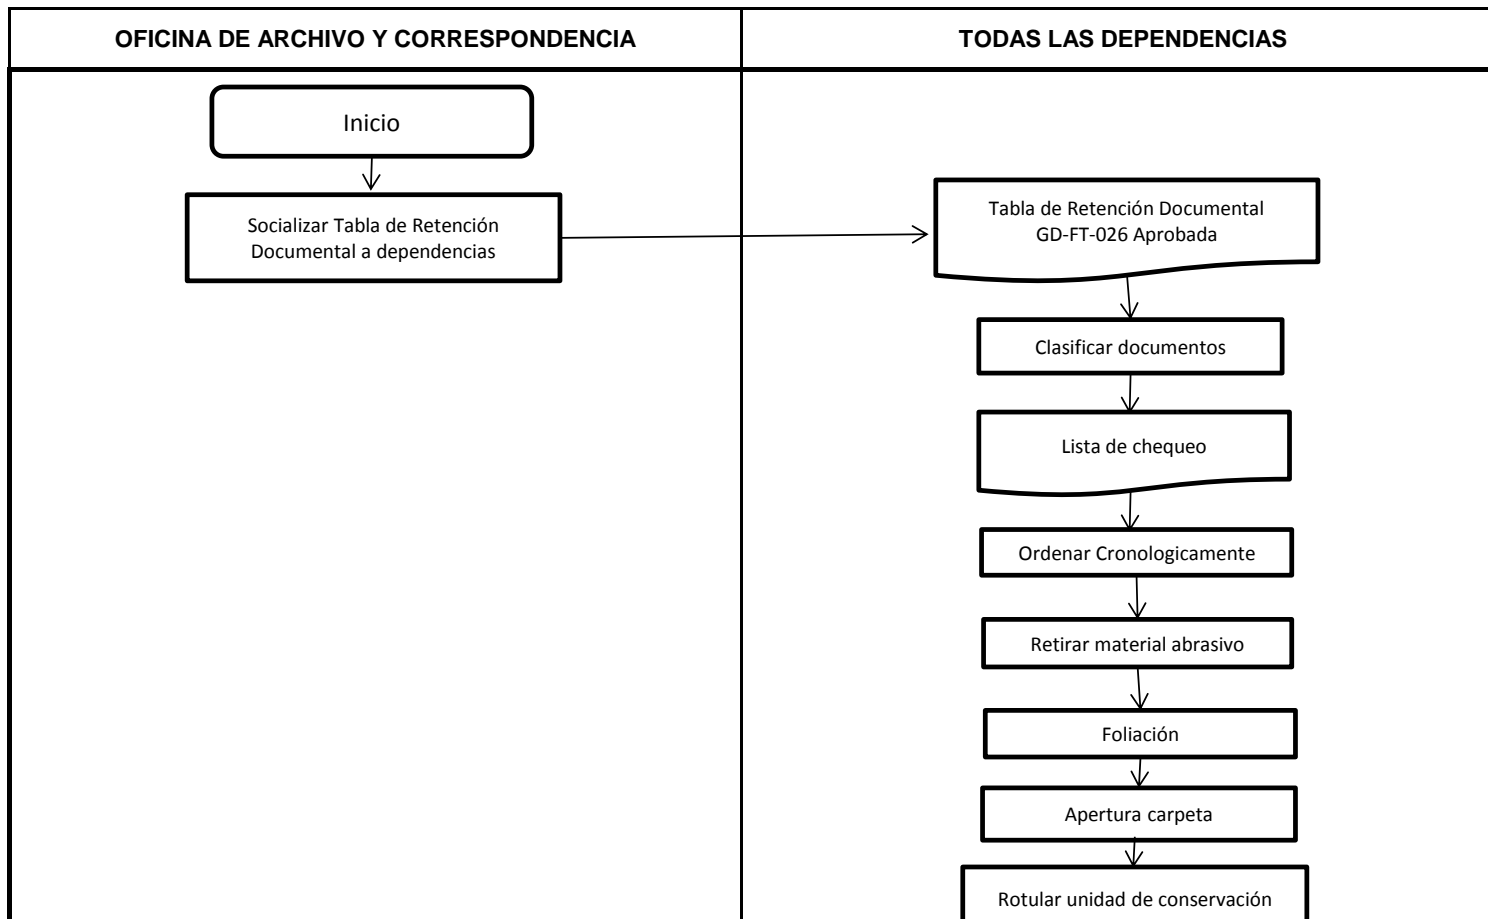 OFICINA DE ARCHIVO Y CORRESPONDENCIA
TODAS LAS DEPENDENCIAS
Inicio
Socializar Tabla de Retención
Documental a dependencias
Tabla de Retención Documental
GD-FT-026 Aprobada
Clasificar documentos
Lista de chequeo
Ordenar Cronologicamente
Retirar material abrasivo
Foliación
Apertura carpeta
Rotular unidad de conservación